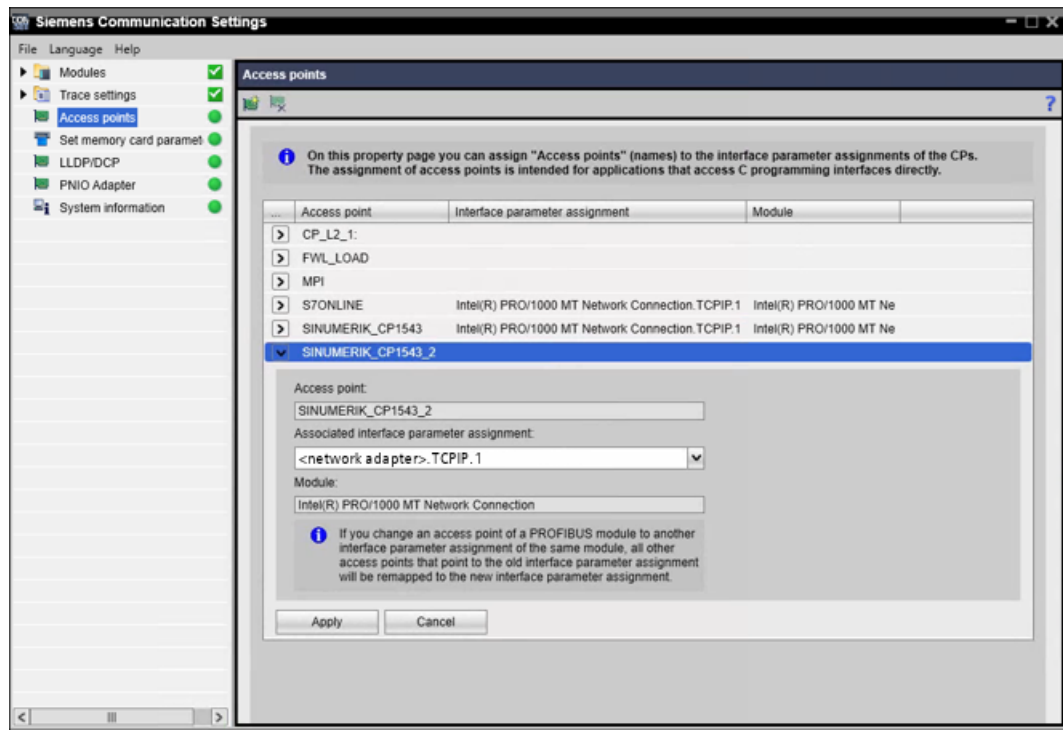 Siemens Communication Settings
File Language Help
Modules
Trace settings
Access points
Set memory card paramet
LLDP/DCP
PNIO Adapter
System information
Access points
?
On this property page you can assign "Access points" (names) to the interface parameter assignments of the CPs.
The assignment of access points is intended for applications that access C programming interfaces directly.
... Access point Interface parameter assignment Module
CP_L2_1:
FWL_LOAD
MPI
S7ONLINE Intel(R) PRO/1000 MT Network Connection.TCPIP.1 Intel(R) PRO/1000 MT Ne
SINUMERIK_CP1543 Intel(R) PRO/1000 MT Network Connection.TCPIP.1 Intel(R) PRO/1000 MT Ne
SINUMERIK_CP1543_2
Access point:
SINUMERIK_CP1543_2
Associated interface parameter assignment:
<network adapter>.TCPIP.1
Module:
Intel(R) PRO/1000 MT Network Connection
If you change an access point of a PROFIBUS module to another
interface parameter assignment of the same module, all other
access points that point to the old interface parameter assignment
will be remapped to the new interface parameter assignment.
Apply Cancel